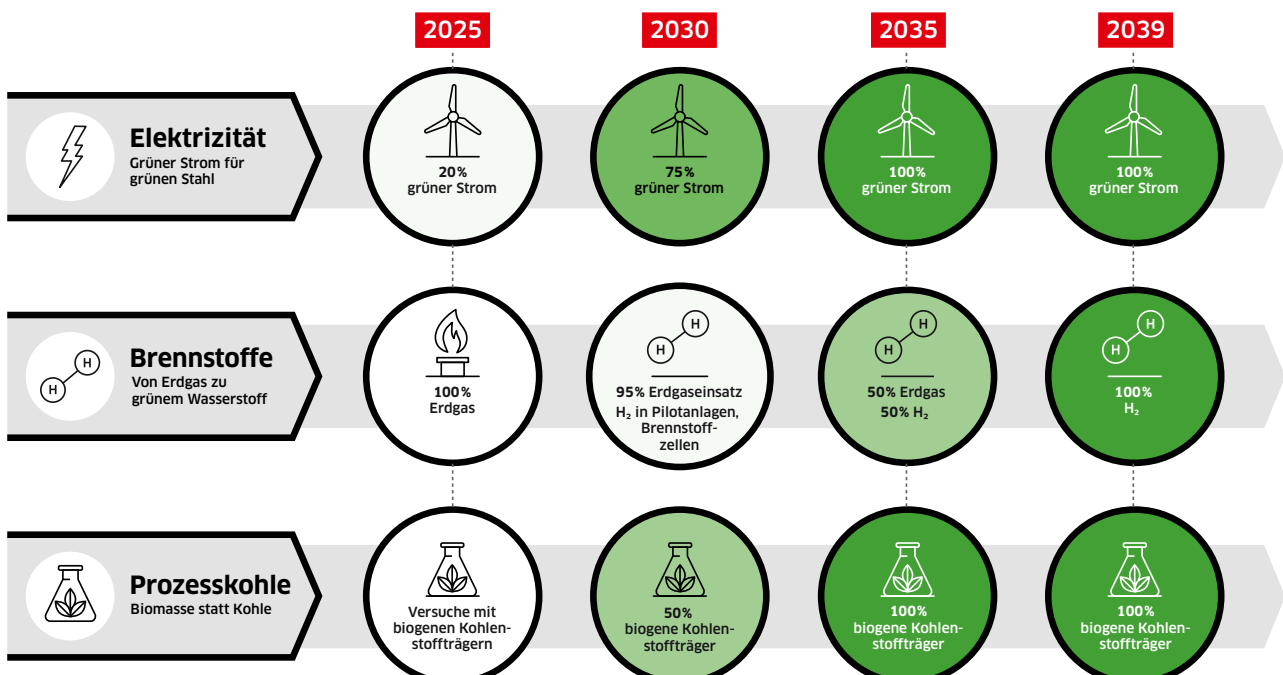 2025
2030
2035
2039
Elektrizität
Grüner Strom für
grünen Stahl
20%
grüner Strom
75%
grüner Strom
100%
grüner Strom
100%
grüner Strom
H
H
Brennstoffe
Von Erdgas zu
grünem Wasserstoff
100%
Erdgas
H
H
95% Erdgaseinsatz
H₂ in Pilotanlagen,
Brennstoff-
zellen
H
H
50% Erdgas
50% H₂
H
H
100%
H₂
Prozesskohle
Biomasse statt Kohle
Versuche mit
biogenen Kohlen-
stoffträgern
50%
biogene Kohlen-
stoffträger
100%
biogene Kohlen-
stoffträger
100%
biogene Kohlen-
stoffträger